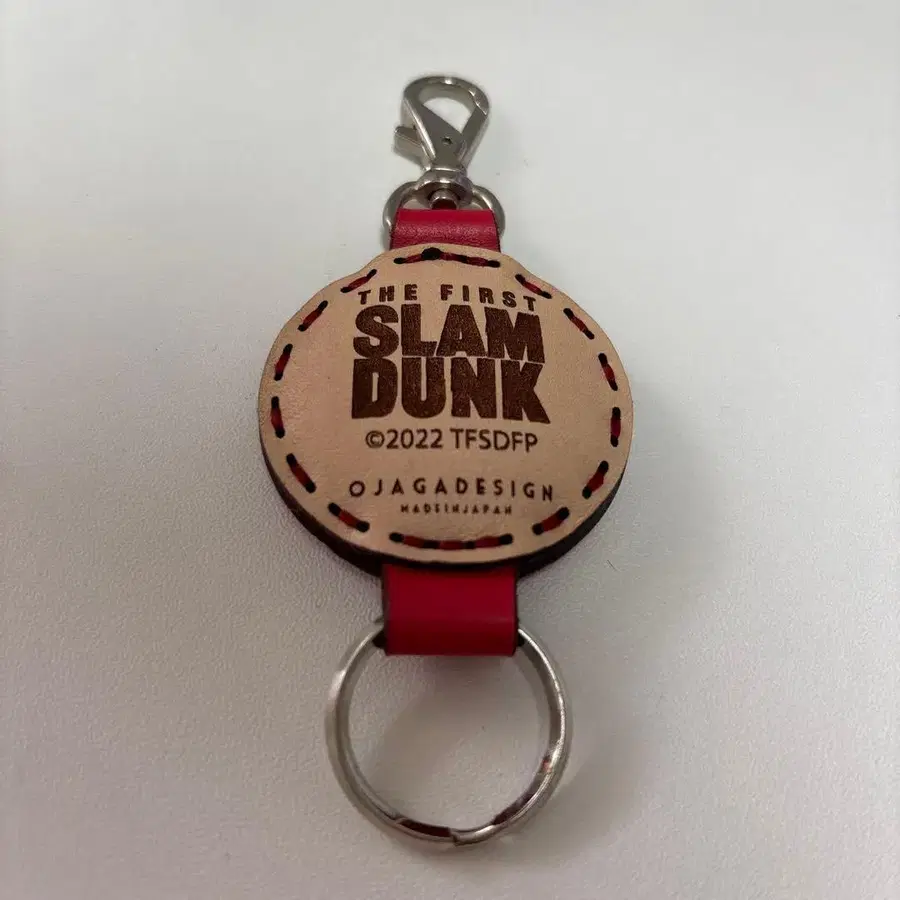 THE FIRST
SLAM
DUNK
©2022 TFSDFP
OJAGADESIGN
MADEINJAPAN